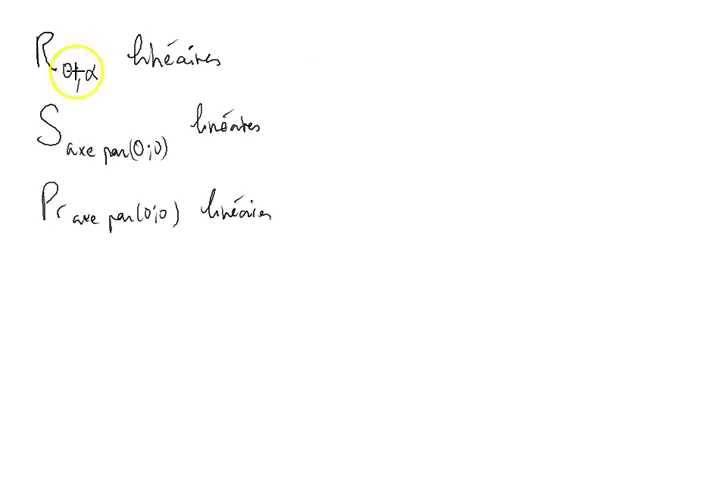 R O,α linéaires
S axe par (0;0) linéaires
Pr axe par (0;0) linéaires